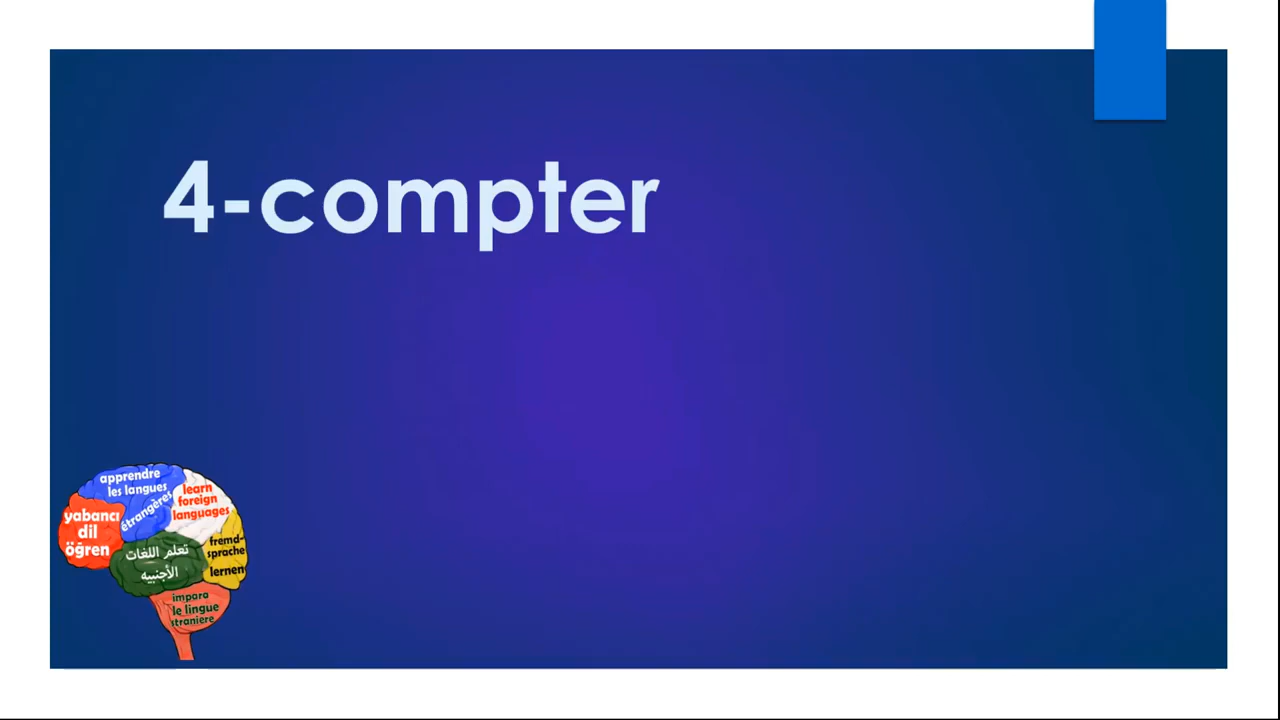 4-compter
apprendre
les langues
étrangères
learn
foreign
languages
yabancı
dil
öğren
fremd-
sprache
lernen
تعلم اللغات
الأجنبيه
impara
le lingue
straniere